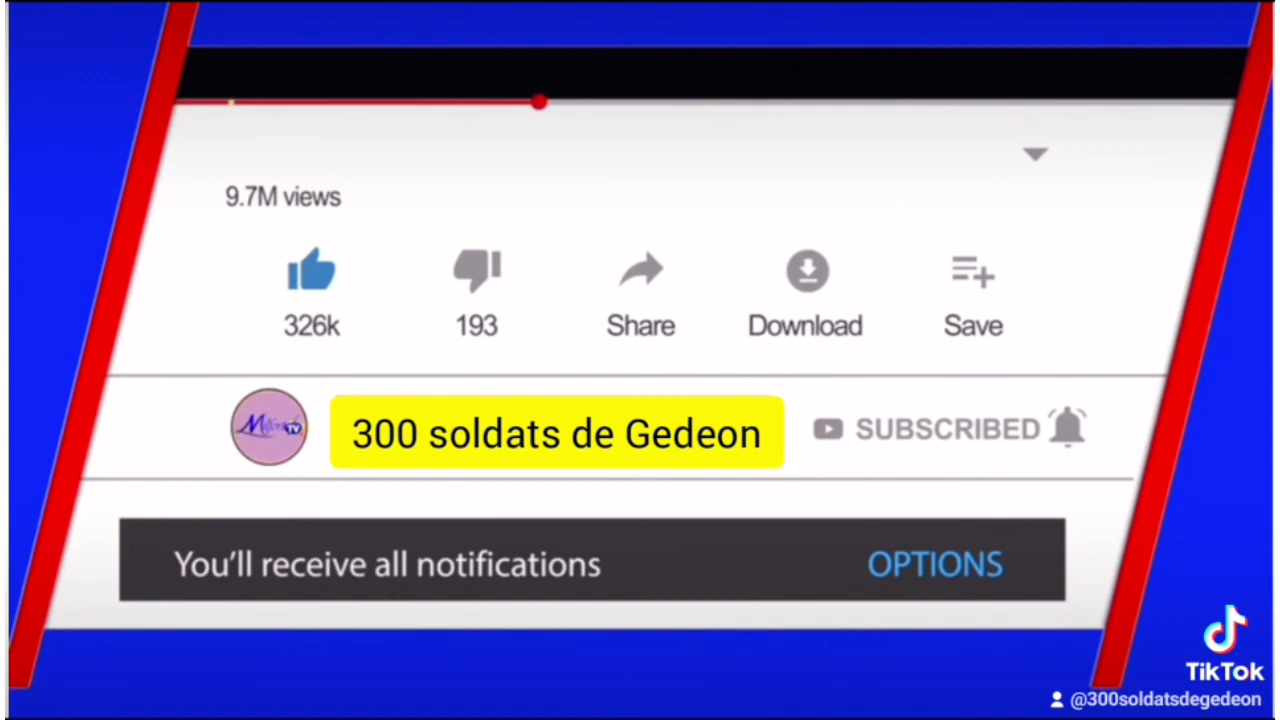 9.7M views
326k
193
Share
Download
Save
TV
300 soldats de Gedeon
SUBSCRIBED
You'll receive all notifications
OPTIONS
TikTok
@300soldatsdegedeon